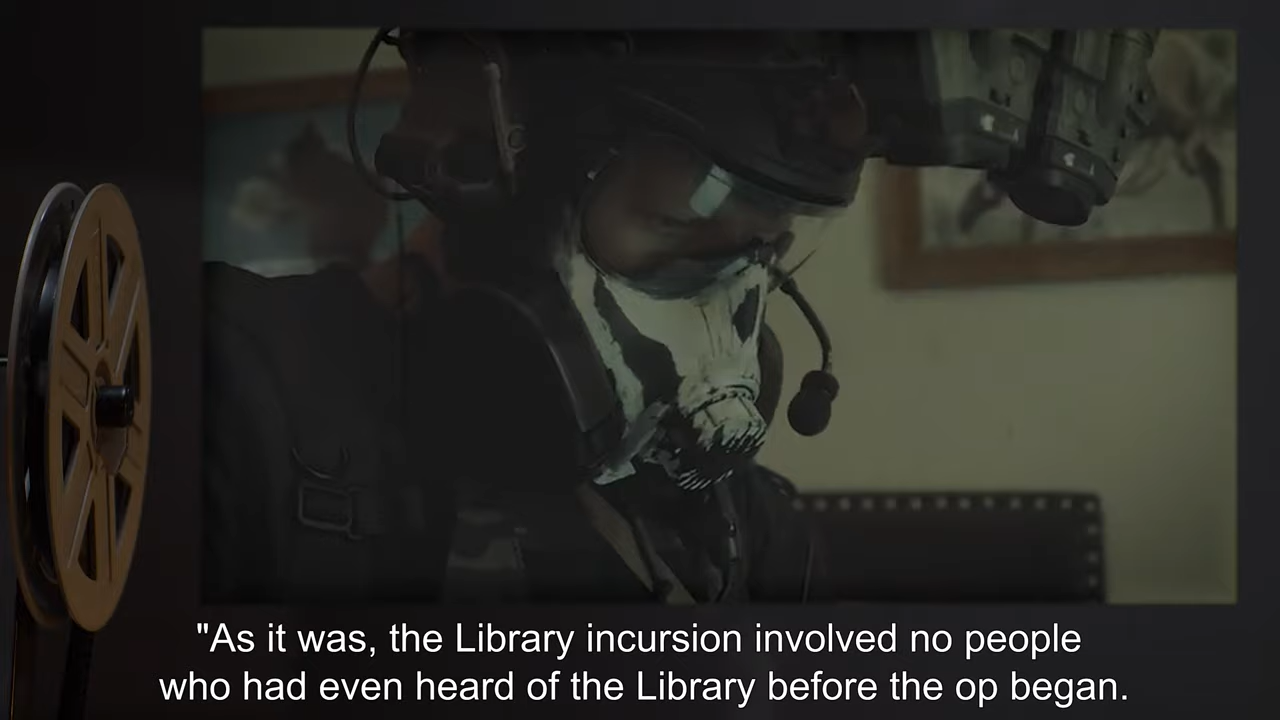 "As it was, the Library incursion involved no people
who had even heard of the Library before the op began.